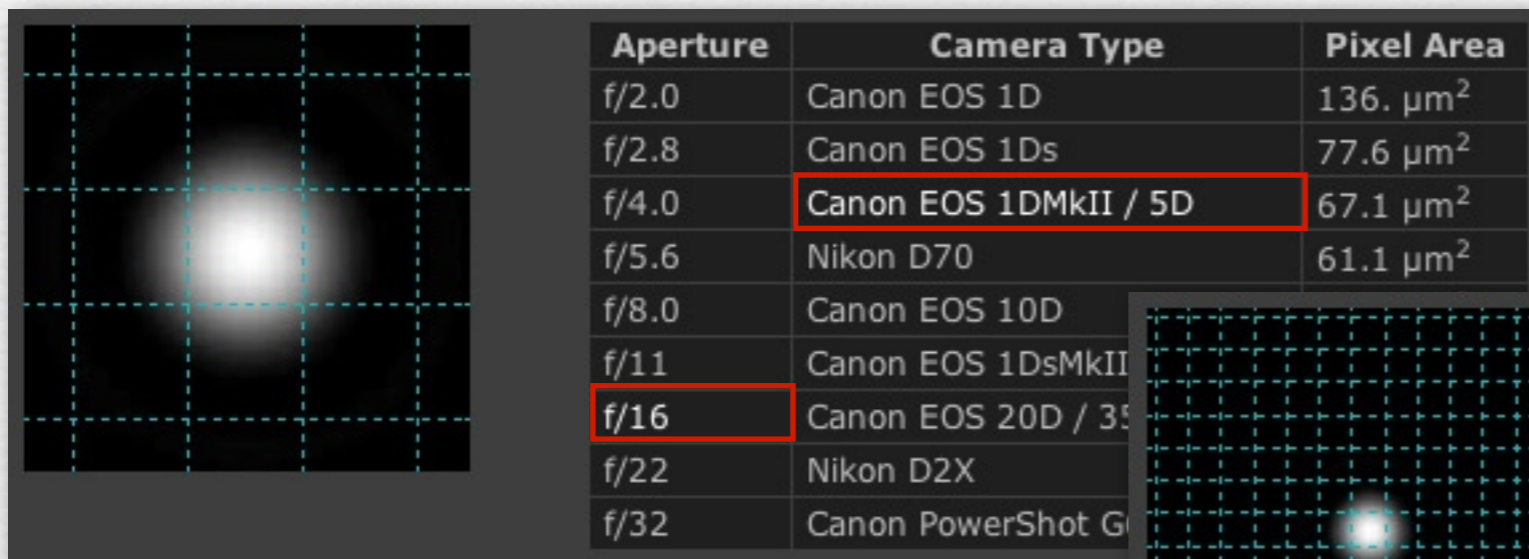 Aperture Camera Type Pixel Area
f/2.0 Canon EOS 1D 136. µm²
f/2.8 Canon EOS 1Ds 77.6 µm²
f/4.0 Canon EOS 1DMkII / 5D 67.1 µm²
f/5.6 Nikon D70 61.1 µm²
f/8.0 Canon EOS 10D
f/11 Canon EOS 1DsMkII
f/16 Canon EOS 20D /
f/22 Nikon D2X
f/32 Canon PowerShot